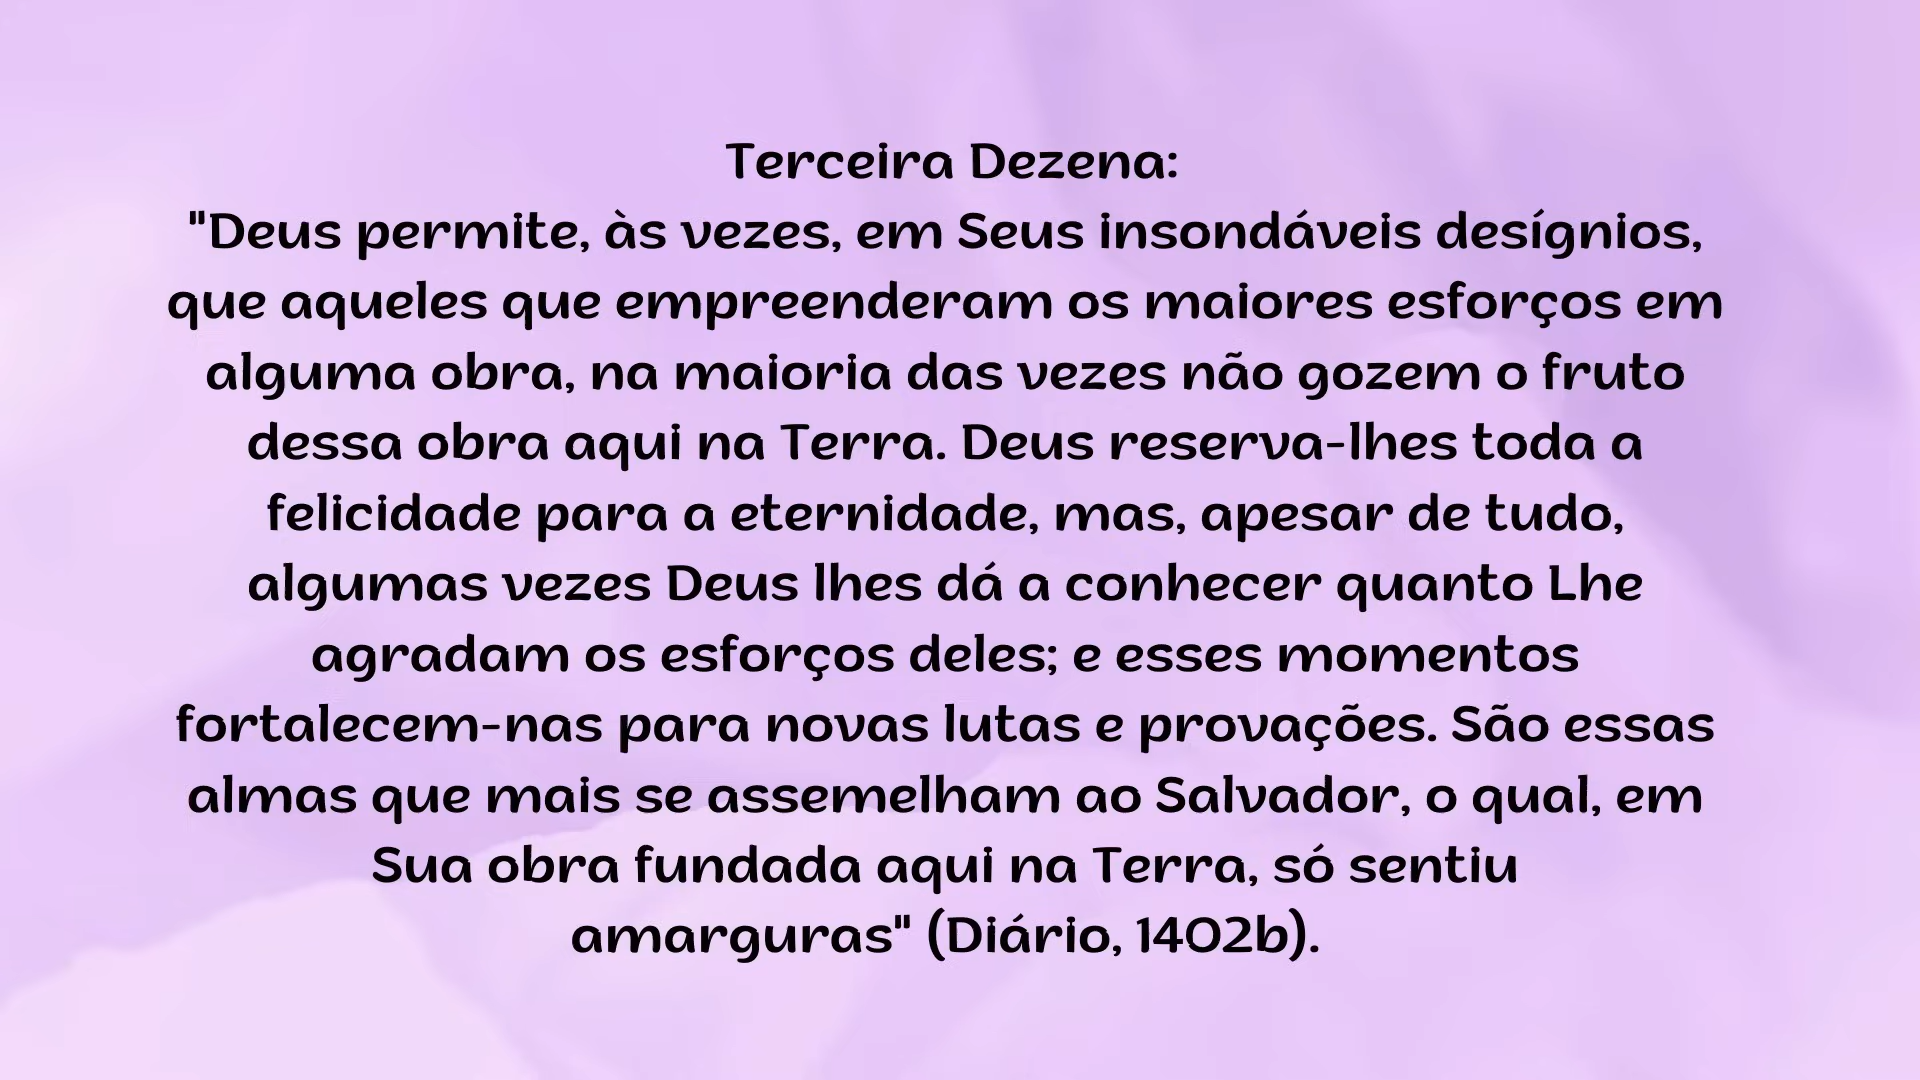 Terceira Dezena:
"Deus permite, às vezes, em Seus insondáveis desígnios,
que aqueles que empreenderam os maiores esforços em
alguma obra, na maioria das vezes não gozem o fruto
dessa obra aqui na Terra. Deus reserva-lhes toda a
felicidade para a eternidade, mas, apesar de tudo,
algumas vezes Deus lhes dá a conhecer quanto Lhe
agradam os esforços deles; e esses momentos
fortalecem-nas para novas lutas e provações. São essas
almas que mais se assemelham ao Salvador, o qual, em
Sua obra fundada aqui na Terra, só sentiu
amarguras" (Diário, 1402b).